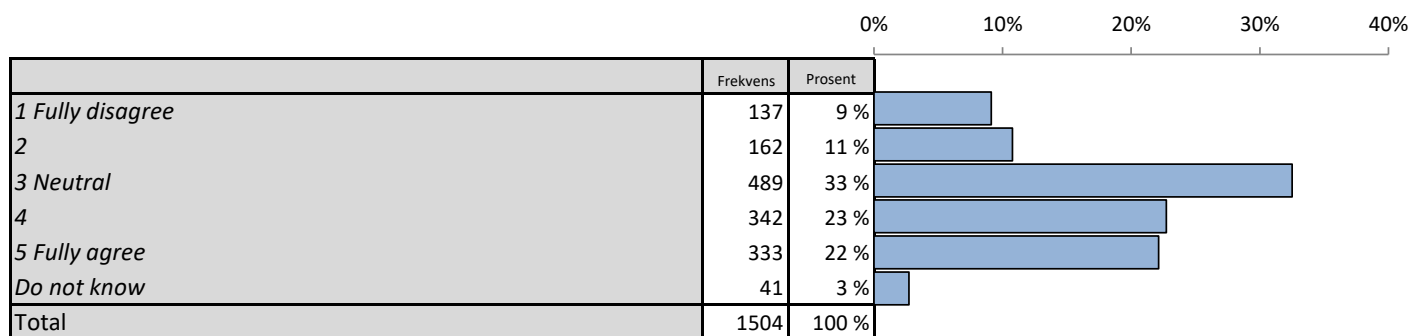 0% 10% 20% 30% 40%
Frekvens Prosent
1 Fully disagree 137 9 %
2 162 11 %
3 Neutral 489 33 %
4 342 23 %
5 Fully agree 333 22 %
Do not know 41 3 %
Total 1504 100 %